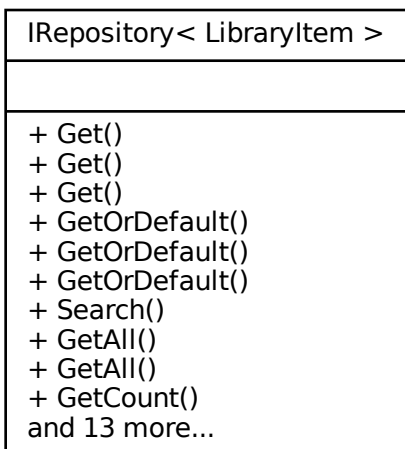 IRepository< LibraryItem >
+ Get()
+ Get()
+ Get()
+ GetOrDefault()
+ GetOrDefault()
+ GetOrDefault()
+ Search()
+ GetAll()
+ GetAll()
+ GetCount()
and 13 more...